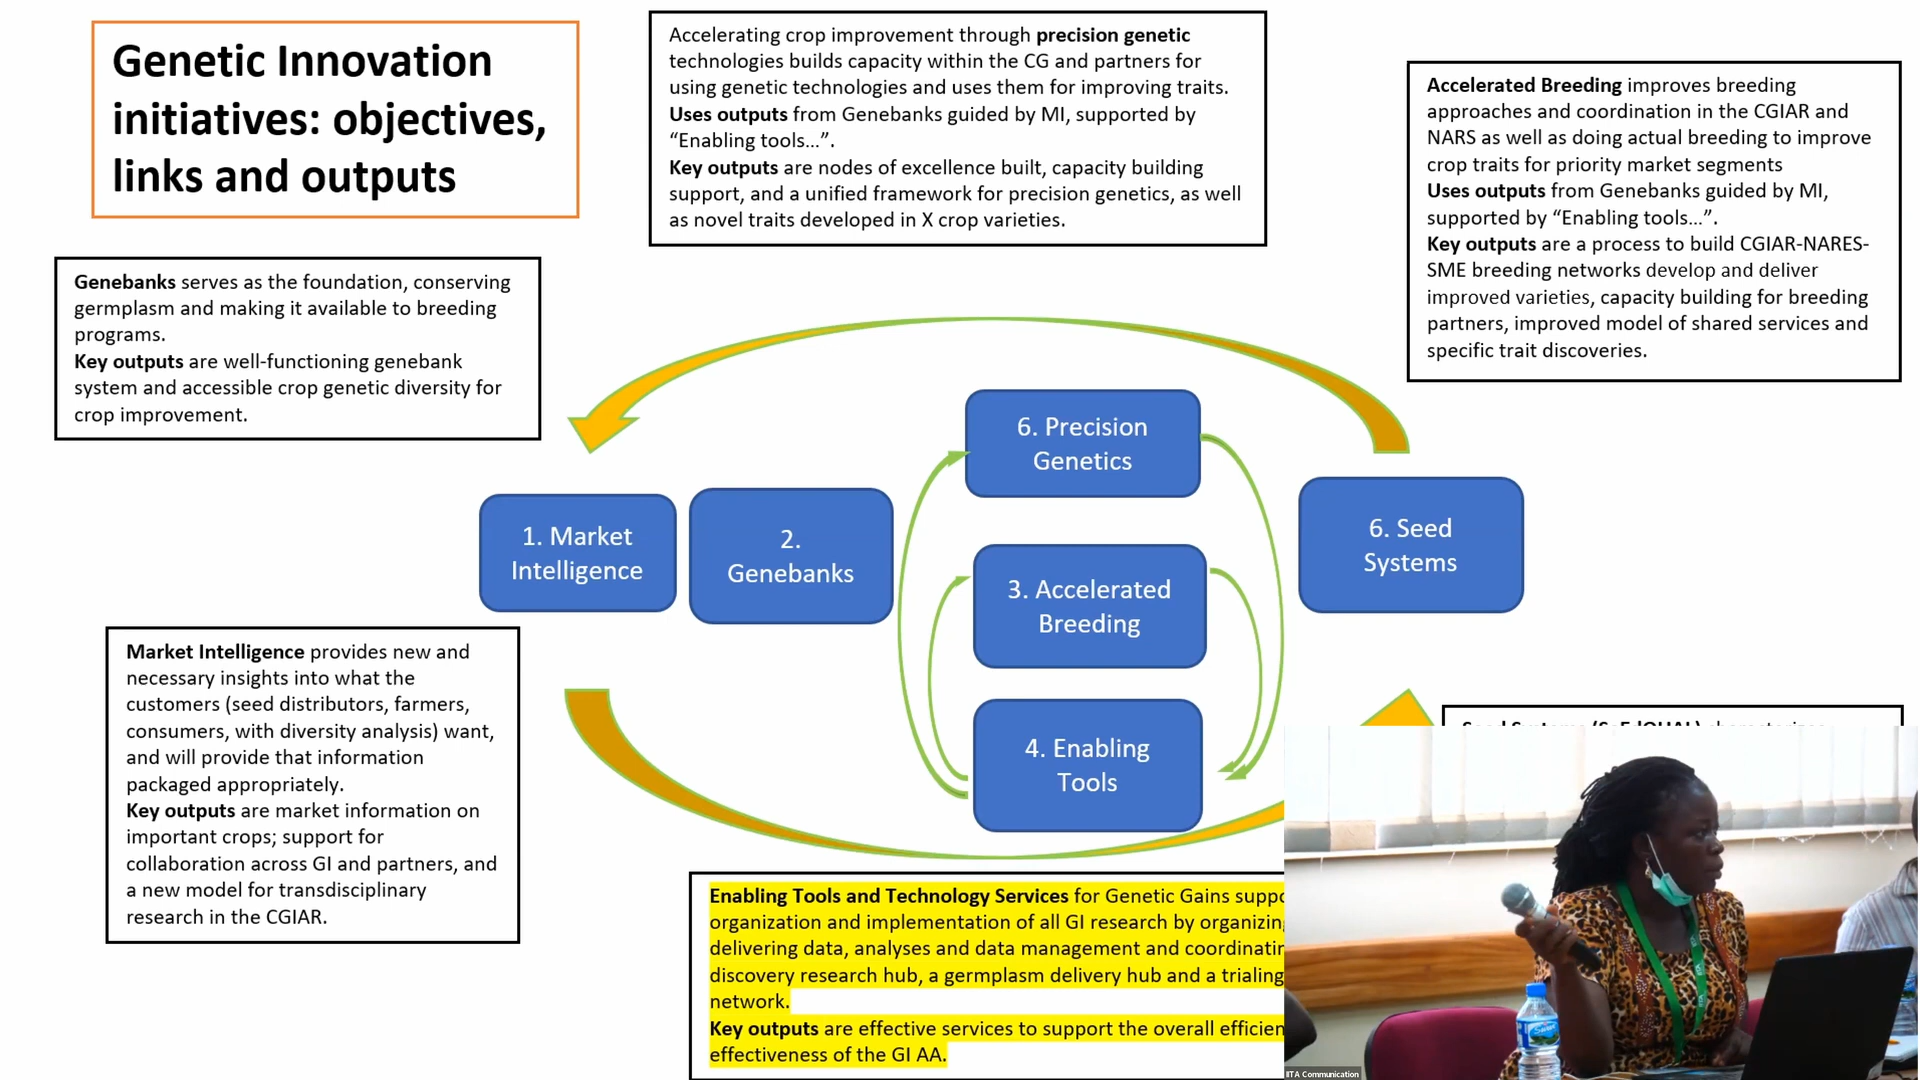 Genetic Innovation
initiatives: objectives,
links and outputs
Accelerating crop improvement through precision genetic
technologies builds capacity within the CG and partners for
using genetic technologies and uses them for improving traits.
Uses outputs from Genebanks guided by MI, supported by
“Enabling tools…”.
Key outputs are nodes of excellence built, capacity building
support, and a unified framework for precision genetics, as well
as novel traits developed in X crop varieties.
Accelerated Breeding improves breeding
approaches and coordination in the CGIAR and
NARS as well as doing actual breeding to improve
crop traits for priority market segments
Uses outputs from Genebanks guided by MI,
supported by “Enabling tools…”.
Key outputs are a process to build CGIAR-NARES-
SME breeding networks develop and deliver
improved varieties, capacity building for breeding
partners, improved model of shared services and
specific trait discoveries.
Genebanks serves as the foundation, conserving
germplasm and making it available to breeding
programs.
Key outputs are well-functioning genebank
system and accessible crop genetic diversity for
crop improvement.
6. Precision
Genetics
1. Market
Intelligence
2.
Genebanks
3. Accelerated
Breeding
4. Enabling
Tools
6. Seed
Systems
Market Intelligence provides new and
necessary insights into what the
customers (seed distributors, farmers,
consumers, with diversity analysis) want,
and will provide that information
packaged appropriately.
Key outputs are market information on
important crops; support for
collaboration across GI and partners, and
a new model for transdisciplinary
research in the CGIAR.
Enabling Tools and Technology Services for Genetic Gains
organization and implementation of all GI research by
delivering data, analyses and data management and
discovery research hub, a germplasm delivery hub and a trialing
network.
Key outputs are effective services to support the overall
effectiveness of the GI AA.
IITA Communication